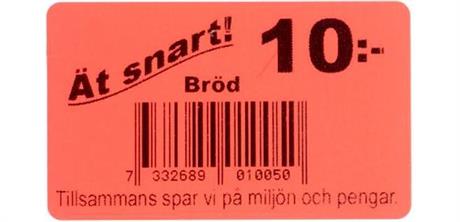 Ät snart! 10:-
Bröd
7 332689 010050
Tillsammans spar vi på miljön och pengar.